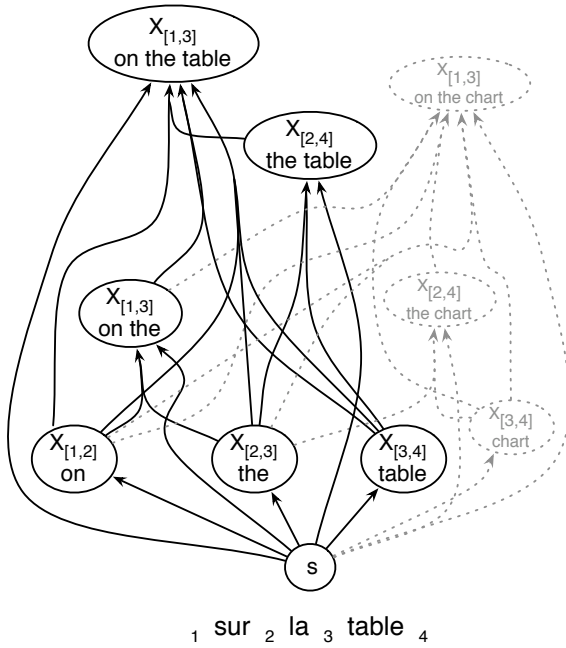 X[1,3]
on the table
X[1,3]
on the chart
X[2,4]
the table
X[2,4]
the chart
X[1,3]
on the
X[1,2]
on
X[2,3]
the
X[3,4]
table
X[3,4]
chart
s
1 sur 2 la 3 table 4